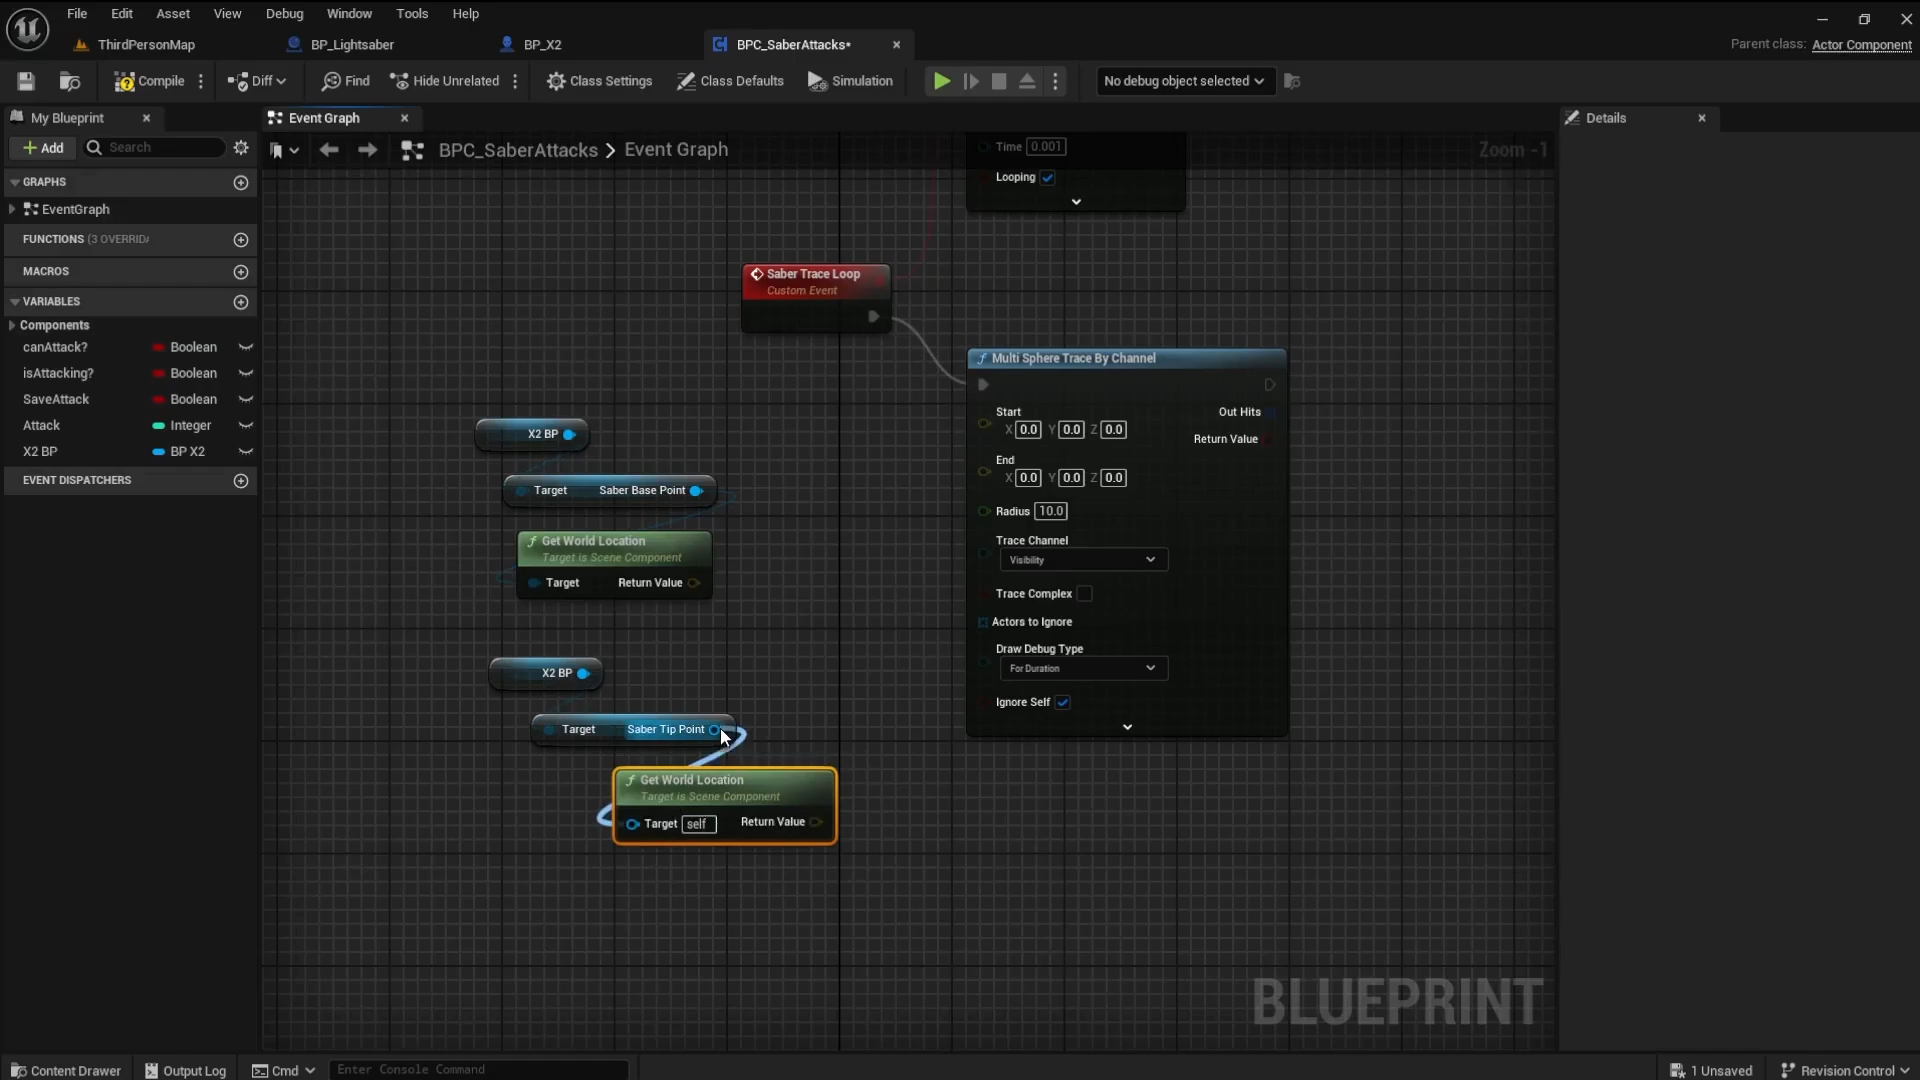 File Edit Asset View Debug Window Tools Help
ThirdPersonMap BP_Lightsaber BP_X2 BPC_SaberAttacks•
Parent class: Actor Component
Compile Diff Find Hide Unrelated Class Settings Class Defaults Simulation No debug object selected
My Blueprint
Event Graph
Details
Add Search
BPC_SaberAttacks > Event Graph
Zoom -1
GRAPHS
EventGraph
FUNCTIONS (3 OVERRID
MACROS
VARIABLES
Components
canAttack? Boolean
isAttacking? Boolean
SaveAttack Boolean
Attack Integer
X2 BP BP X2
EVENT DISPATCHERS
Time 0.001
Looping
Saber Trace Loop
Custom Event
Multi Sphere Trace By Channel
Start
X 0.0 Y 0.0 Z 0.0
Out Hits
Return Value
End
X 0.0 Y 0.0 Z 0.0
Radius 10.0
Trace Channel
Visibility
Trace Complex
Actors to Ignore
Draw Debug Type
For Duration
Ignore Self
X2 BP
Target Saber Base Point
f Get World Location
Target is Scene Component
Target Return Value
X2 BP
Target Saber Tip Point
f Get World Location
Target is Scene Component
Target self Return Value
BLUEPRINT
Content Drawer Output Log Cmd Enter Console Command 1 Unsaved Revision Control